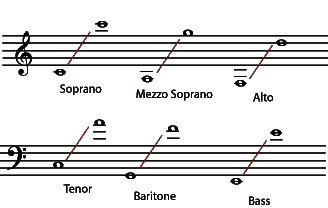 Soprano
Mezzo Soprano
Alto
Tenor
Baritone
Bass